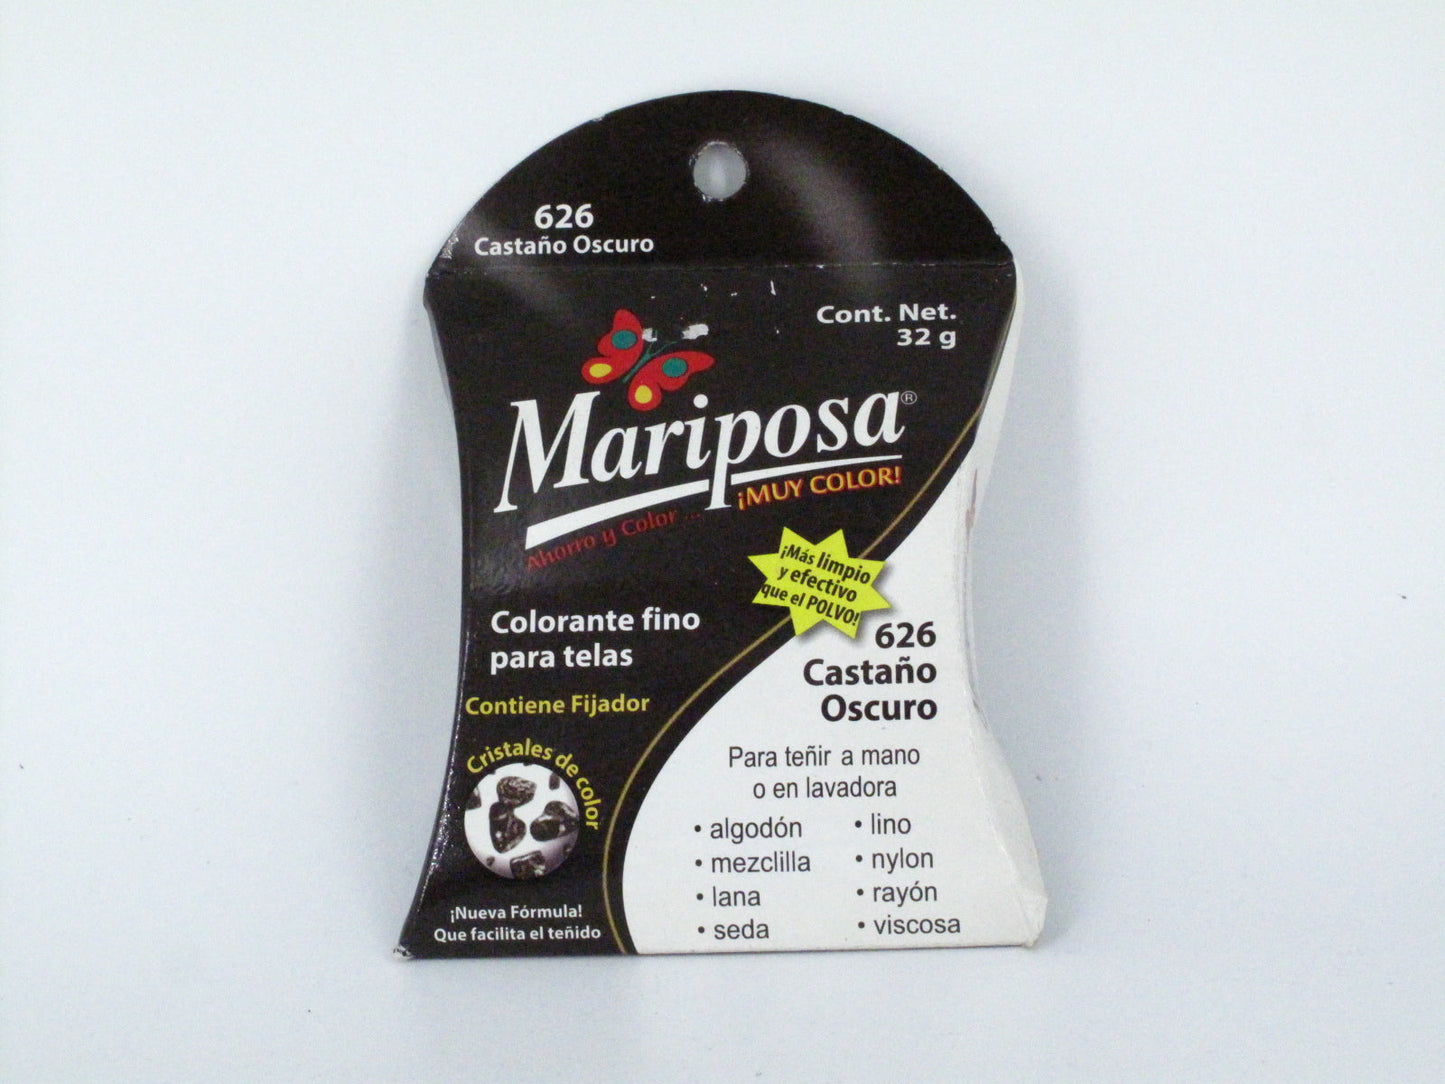 626
Castaño Oscuro
Cont. Net.
32 g
Mariposa®
Ahorro y Color ... ¡MUY COLOR!
¡Más limpio
y efectivo
que el POLVO!
Colorante fino
para telas
Contiene Fijador
Cristales de color
¡Nueva Fórmula!
Que facilita el teñido
626
Castaño
Oscuro
Para teñir a mano
o en lavadora
• algodón
• mezclilla
• lana
• seda
• lino
• nylon
• rayón
• viscosa